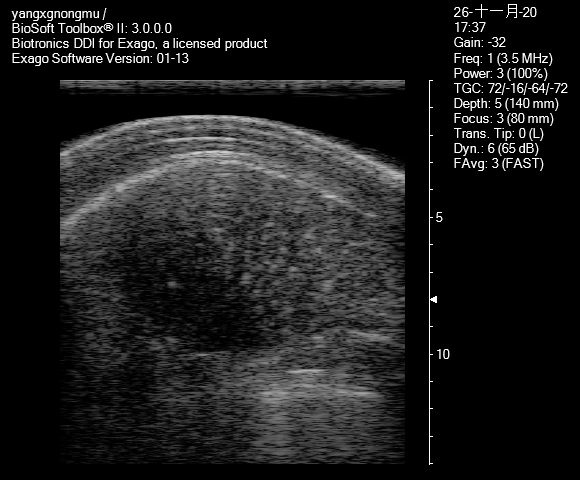 yangxgnongmu /
BioSoft Toolbox® II: 3.0.0.0
Biotronics DDI for Exago, a licensed product
Exago Software Version: 01-13
26-十一月-20
17:37
Gain: -32
Freq: 1 (3.5 MHz)
Power: 3 (100%)
TGC: 72/-16/-64/-72
Depth: 5 (140 mm)
Focus: 3 (80 mm)
Trans. Tip: 0 (L)
Dyn.: 6 (65 dB)
FAvg: 3 (FAST)
5
10